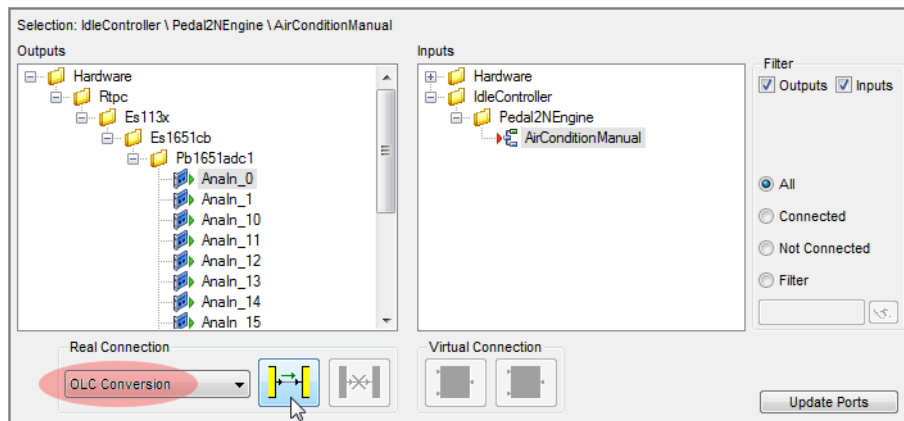 Selection: IdleController \ Pedal2NEngine \ AirConditionManual
Outputs
Inputs
Hardware
Rtpc
Es113x
Es1651cb
Pb1651adc1
AnaIn_0
AnaIn_1
AnaIn_10
AnaIn_11
AnaIn_12
AnaIn_13
AnaIn_14
AnaIn_15
Hardware
IdleController
Pedal2NEngine
AirConditionManual
Filter
Outputs Inputs
All
Connected
Not Connected
Filter
Real Connection
OLC Conversion
Virtual Connection
Update Ports